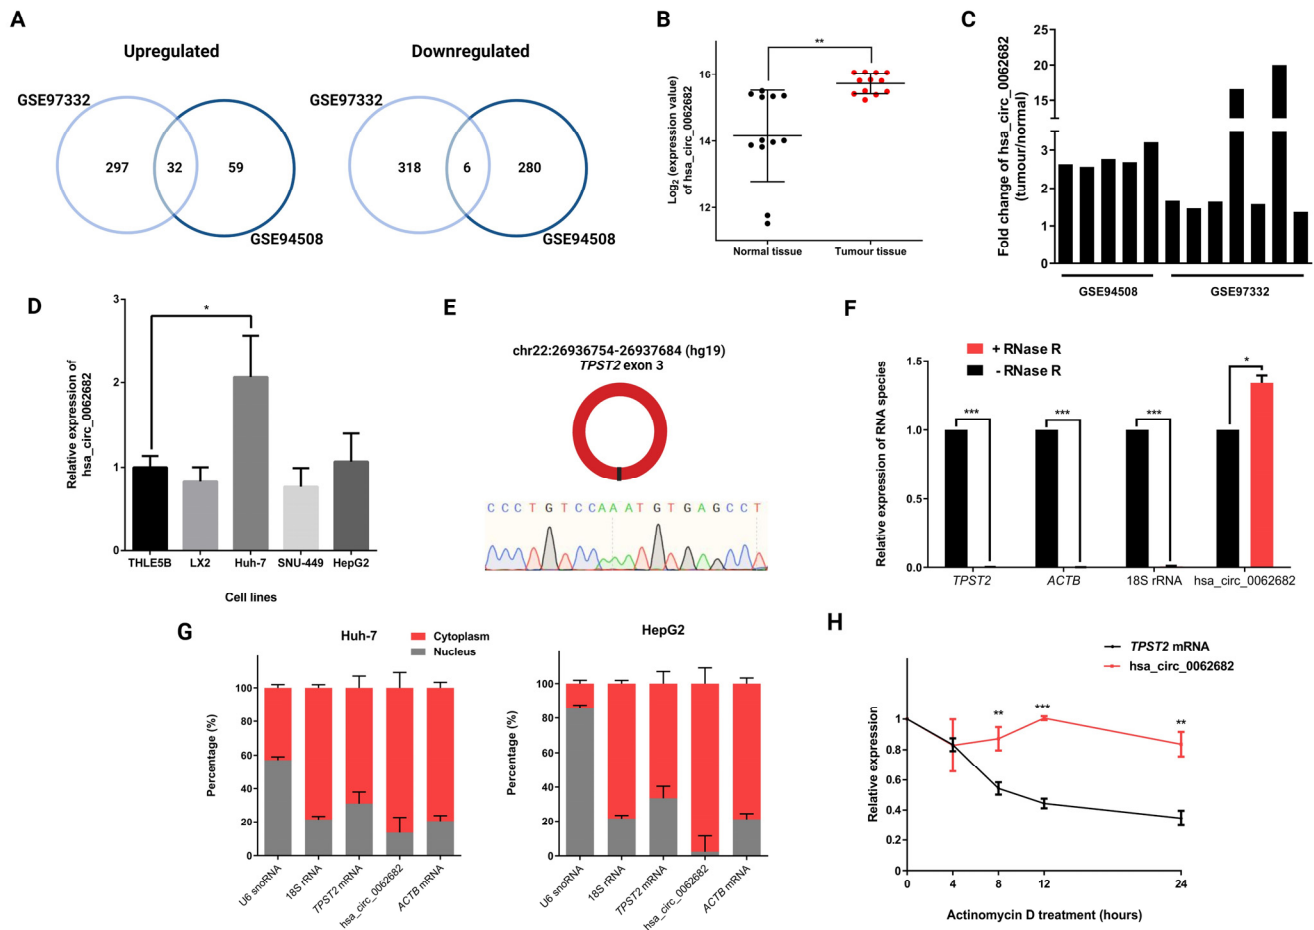 A
Upregulated
Downregulated
GSE97332
297
32
59
GSE94508
GSE97332
318
6
280
GSE94508
B
Log2 (expression value)
of hsa_circ_0062682
16
14
12
**
Normal tissue
Tumour tissue
C
Fold change of hsa_circ_0062682
(tumour/normal)
25
20
15
3
2
1
0
GSE94508
GSE97332
D
Relative expression of
hsa_circ_0062682
3
2
1
0
*
THLE5B
LX2
Huh-7
SNU-449
HepG2
Cell lines
E
chr22:26936754-26937684 (hg19)
TPST2 exon 3
C C C T G T C C A A A T G T G A G C C T
F
+ RNase R
- RNase R
Relative expression of RNA species
1.5
1.0
0.5
0.0
***
***
***
*
TPST2
ACTB
18S rRNA
hsa_circ_0062682
G
Huh-7
Cytoplasm
Nucleus
Percentage (%)
100
80
60
40
20
0
U6 snoRNA
18S rRNA
TPST2 mRNA
hsa_circ_0062682
ACTB mRNA
HepG2
Percentage (%)
100
80
60
40
20
0
U6 snoRNA
18S rRNA
TPST2 mRNA
hsa_circ_0062682
ACTB mRNA
H
TPST2 mRNA
hsa_circ_0062682
Relative expression
1
0.8
0.6
0.4
0.2
0
**
***
**
0
4
8
12
24
Actinomycin D treatment (hours)